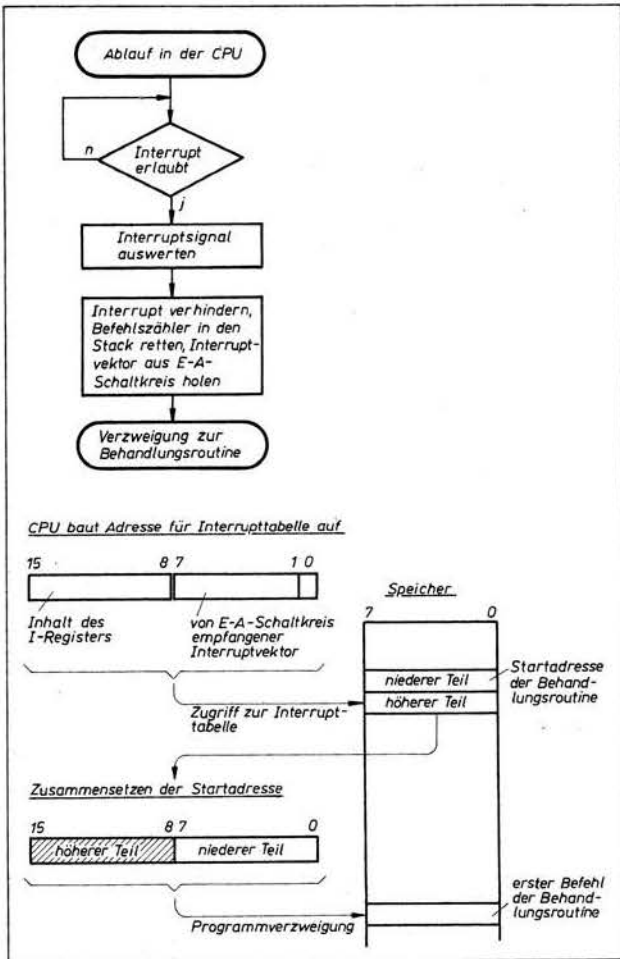 Ablauf in der CPU
Interrupt
erlaubt
n
j
Interruptsignal
auswerten
Interrupt verhindern,
Befehlszähler in den
Stack retten, Interrupt-
vektor aus E-A-
Schaltkreis holen
Verzweigung zur
Behandlungsroutine
CPU baut Adresse für Interrupttabelle auf
15 8 7 1 0
Inhalt des
I-Registers
von E-A-Schaltkreis
empfangener
Interruptvektor
Speicher
7 0
niederer Teil
höherer Teil
Startadresse
der Behand-
lungsroutine
Zugriff zur Interrupt-
tabelle
Zusammensetzen der Startadresse
15 8 7 0
höherer Teil niederer Teil
Programmverzweigung
erster Befehl
der Behand-
lungsroutine